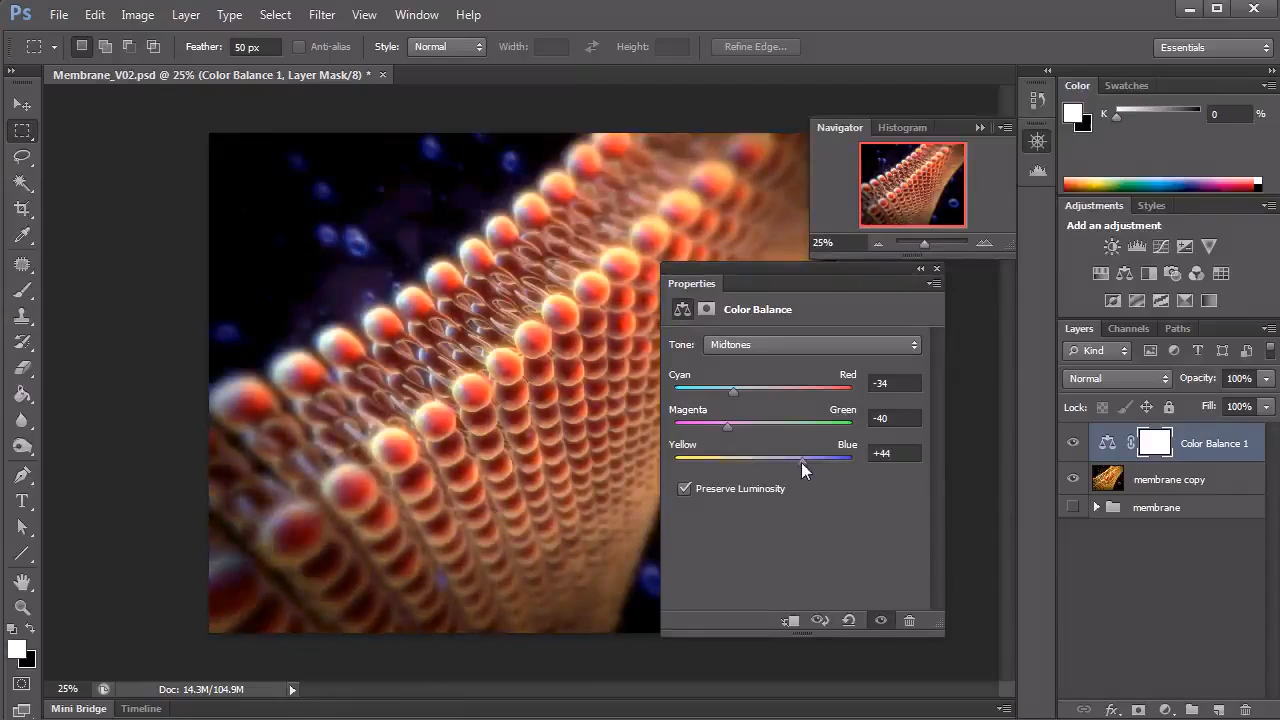 Ps File Edit Image Layer Type Select Filter View Window Help
Feather: 50 px Anti-alias Style: Normal Width: Height: Refine Edge... Essentials
Membrane_V02.psd @ 25% (Color Balance 1, Layer Mask/8) *
Navigator Histogram
25%
Properties
Color Balance
Tone: Midtones
Cyan Red -34
Magenta Green -40
Yellow Blue +44
Preserve Luminosity
Color Swatches
K 0 %
Adjustments Styles
Add an adjustment
Layers Channels Paths
Kind
Normal Opacity: 100%
Lock: Fill: 100%
Color Balance 1
membrane copy
membrane
25% Doc: 14.3M/104.9M
Mini Bridge Timeline